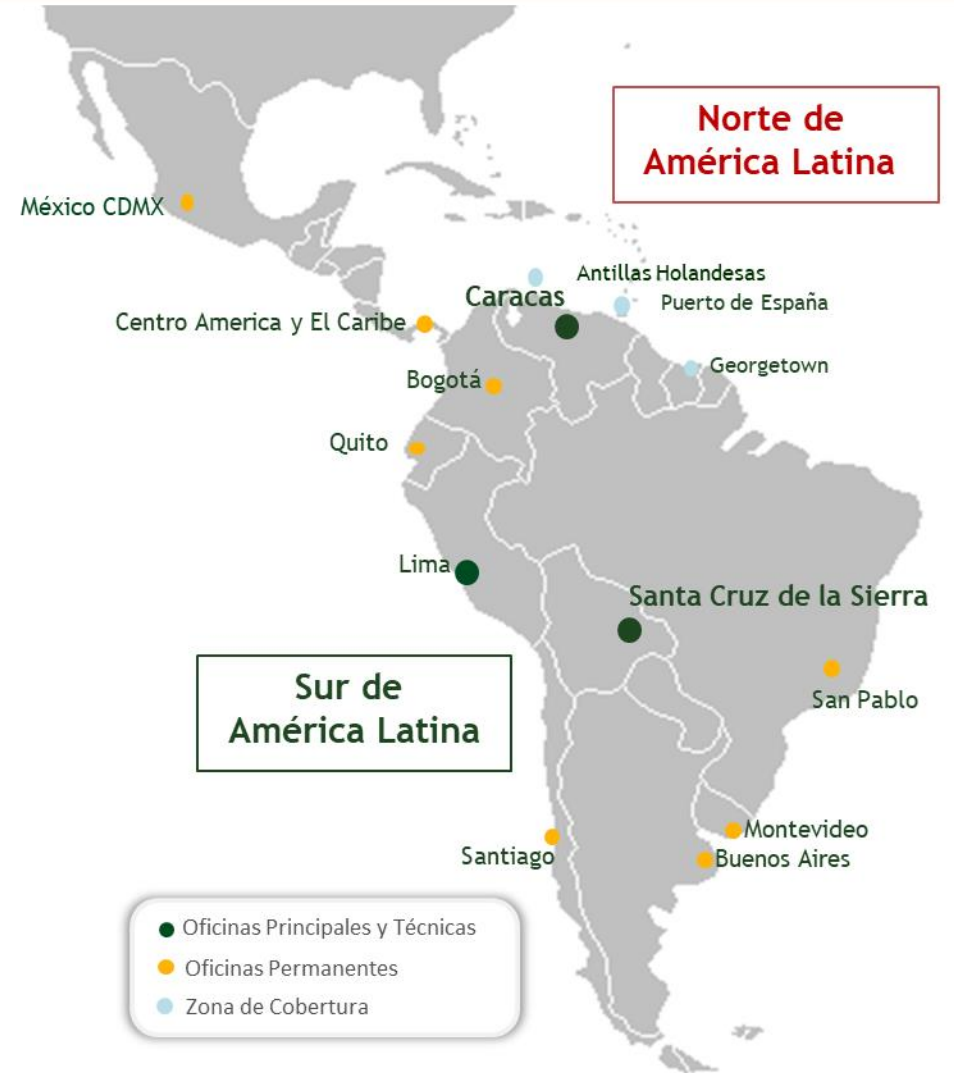 Norte de
América Latina
México CDMX
Antillas Holandesas
Caracas
Puerto de España
Centro America y El Caribe
Georgetown
Bogotá
Quito
Lima
Santa Cruz de la Sierra
Sur de
América Latina
San Pablo
Montevideo
Santiago
Buenos Aires
Oficinas Principales y Técnicas
Oficinas Permanentes
Zona de Cobertura